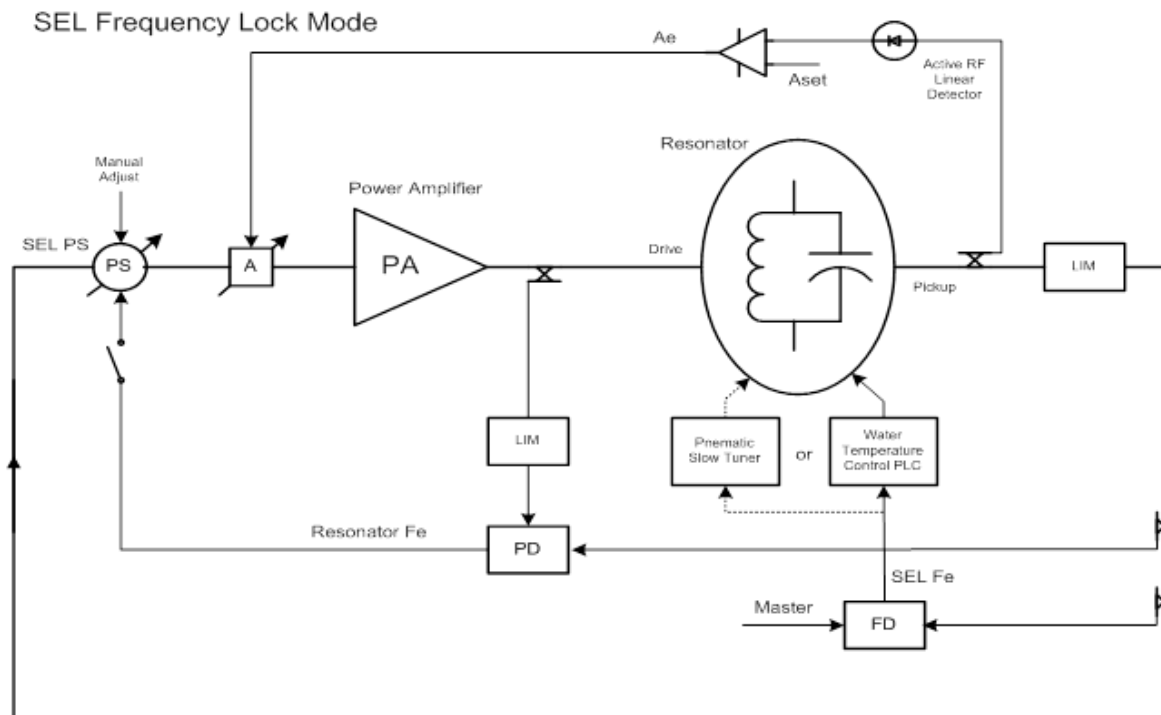 SEL Frequency Lock Mode
Ae
Aset
Active RF
Linear
Detector
Resonator
Manual
Adjust
Power Amplifier
SEL PS
PS
A
PA
Drive
Pickup
LIM
LIM
Pnematic
Slow Tuner
or
Water
Temperature
Control PLC
Resonator Fe
PD
SEL Fe
Master
FD